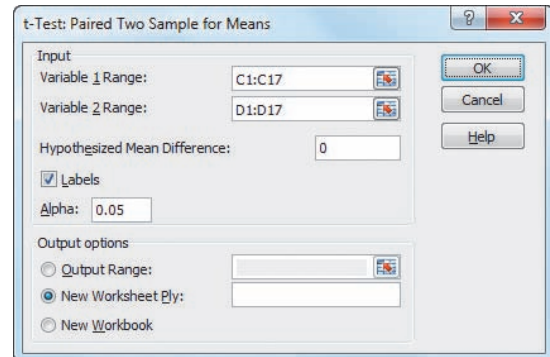 t-Test: Paired Two Sample for Means
Input
Variable 1 Range: C1:C17
Variable 2 Range: D1:D17
Hypothesized Mean Difference: 0
Labels
Alpha: 0.05
OK
Cancel
Help
Output options
Output Range:
New Worksheet Ply:
New Workbook